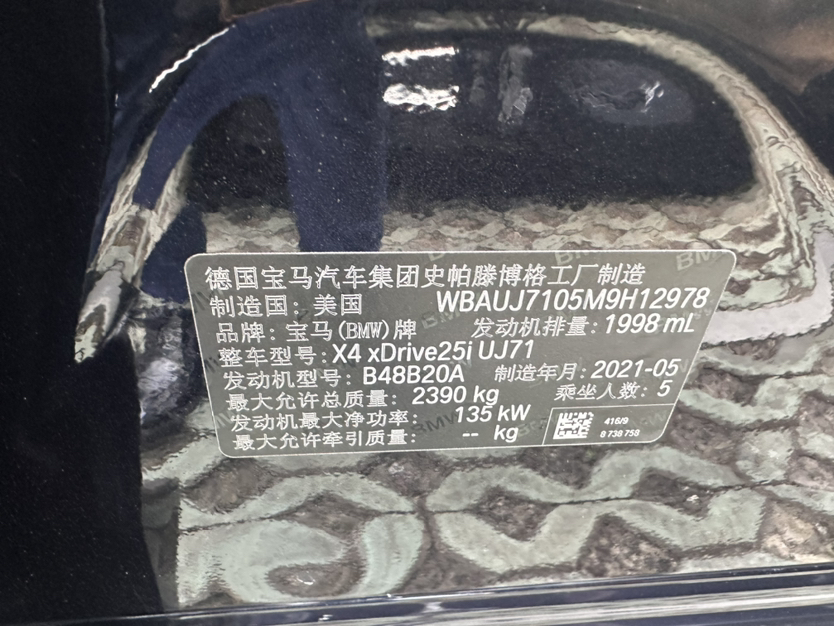 德国宝马汽车集团史帕滕博格工厂制造
制造国：美国 WBAUJ7105M9H12978
品牌：宝马(BMW)牌 发动机排量：1998 mL
整车型号：X4 xDrive25i UJ71
发动机型号：B48B20A 制造年月：2021-05
最大允许总质量：2390 kg 乘坐人数：5
发动机最大净功率：135 kW
最大允许牵引质量：-- kg
416/9
8 738 758